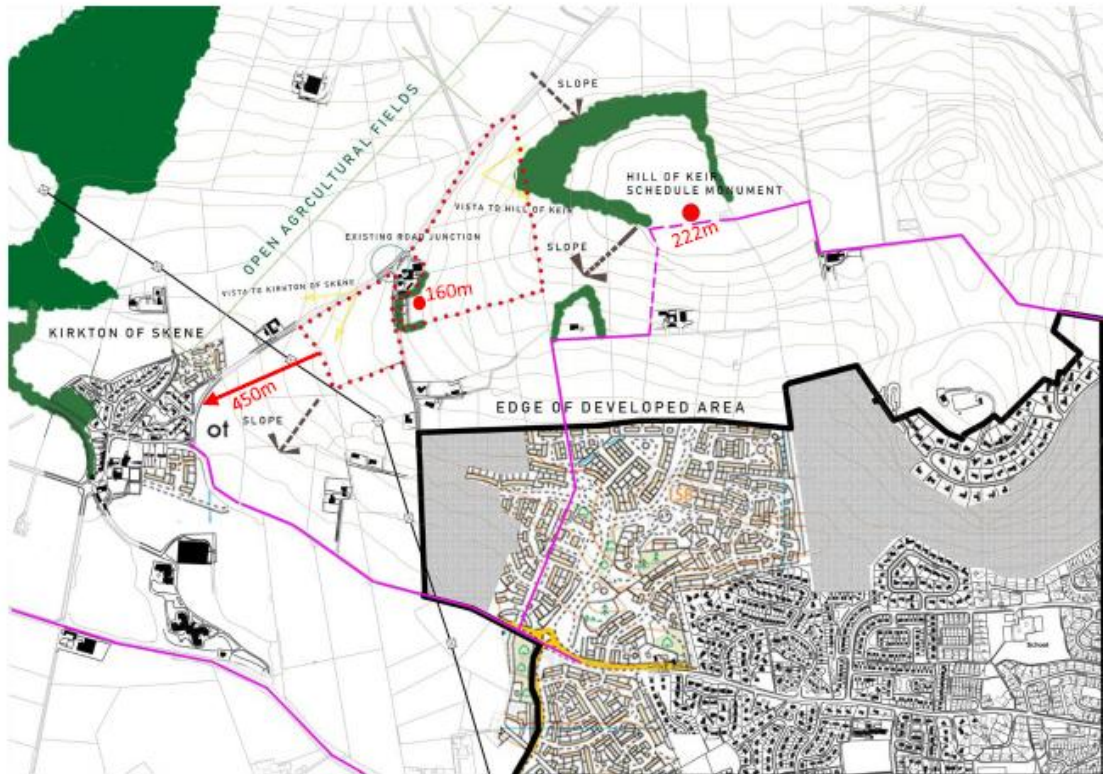 SLOPE
OPEN AGRCULTURAL FIELDS
HILL OF KEIR
SCHEDULE MONUMENT
VISTA TO HILL OF KEIR
222m
EXISTING ROAD JUNCTION
SLOPE
VISTA TO KIRKTON OF SKENE
160m
KIRKTON OF SKENE
450m
EDGE OF DEVELOPED AREA
SLOPE
of
School